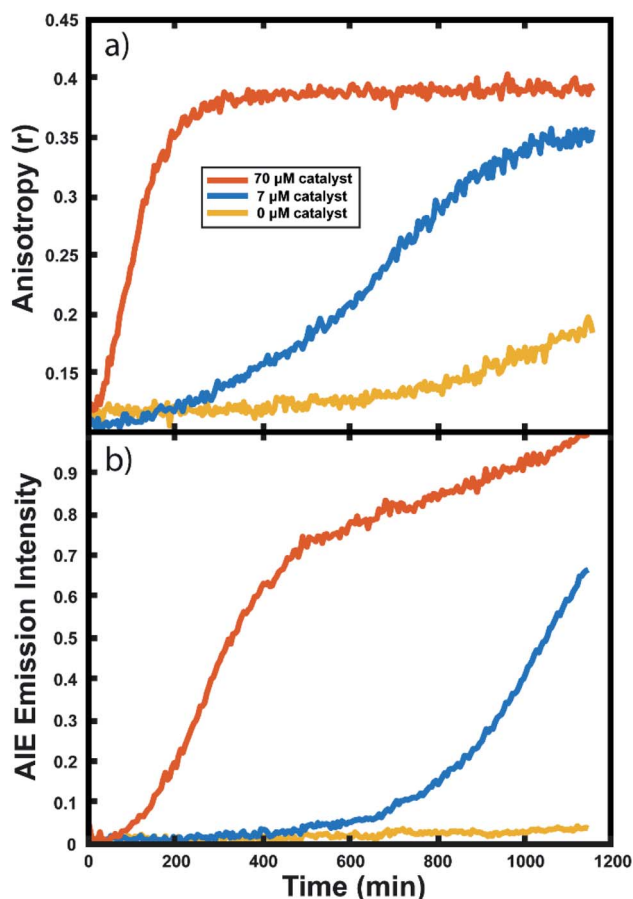 0.45
a)
0.4
0.35
0.3
0.25
0.2
0.15
Anisotropy (r)
70 μM catalyst
7 μM catalyst
0 μM catalyst
b)
0.9
0.8
0.7
0.6
0.5
0.4
0.3
0.2
0.1
0
AIE Emission Intensity
0 200 400 600 800 1000 1200
Time (min)